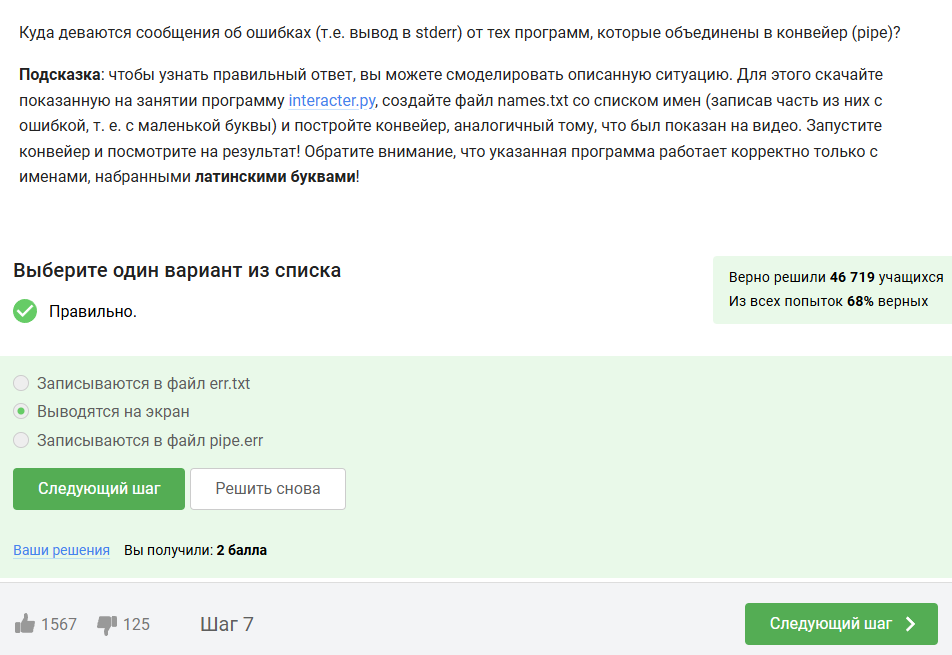 Куда деваются сообщения об ошибках (т.е. вывод в stderr) от тех программ, которые объединены в конвейер (pipe)?
Подсказка: чтобы узнать правильный ответ, вы можете смоделировать описанную ситуацию. Для этого скачайте
показанную на занятии программу interacter.py, создайте файл names.txt со списком имен (записав часть из них с
ошибкой, т. е. с маленькой буквы) и постройте конвейер, аналогичный тому, что был показан на видео. Запустите
конвейер и посмотрите на результат! Обратите внимание, что указанная программа работает корректно только с
именами, набранными латинскими буквами!
Выберите один вариант из списка
Правильно.
Верно решили 46 719 учащихся
Из всех попыток 68% верных
Записываются в файл err.txt
Выводятся на экран
Записываются в файл pipe.err
Следующий шаг
Решить снова
Ваши решения Вы получили: 2 балла
1567 125 Шаг 7 Следующий шаг